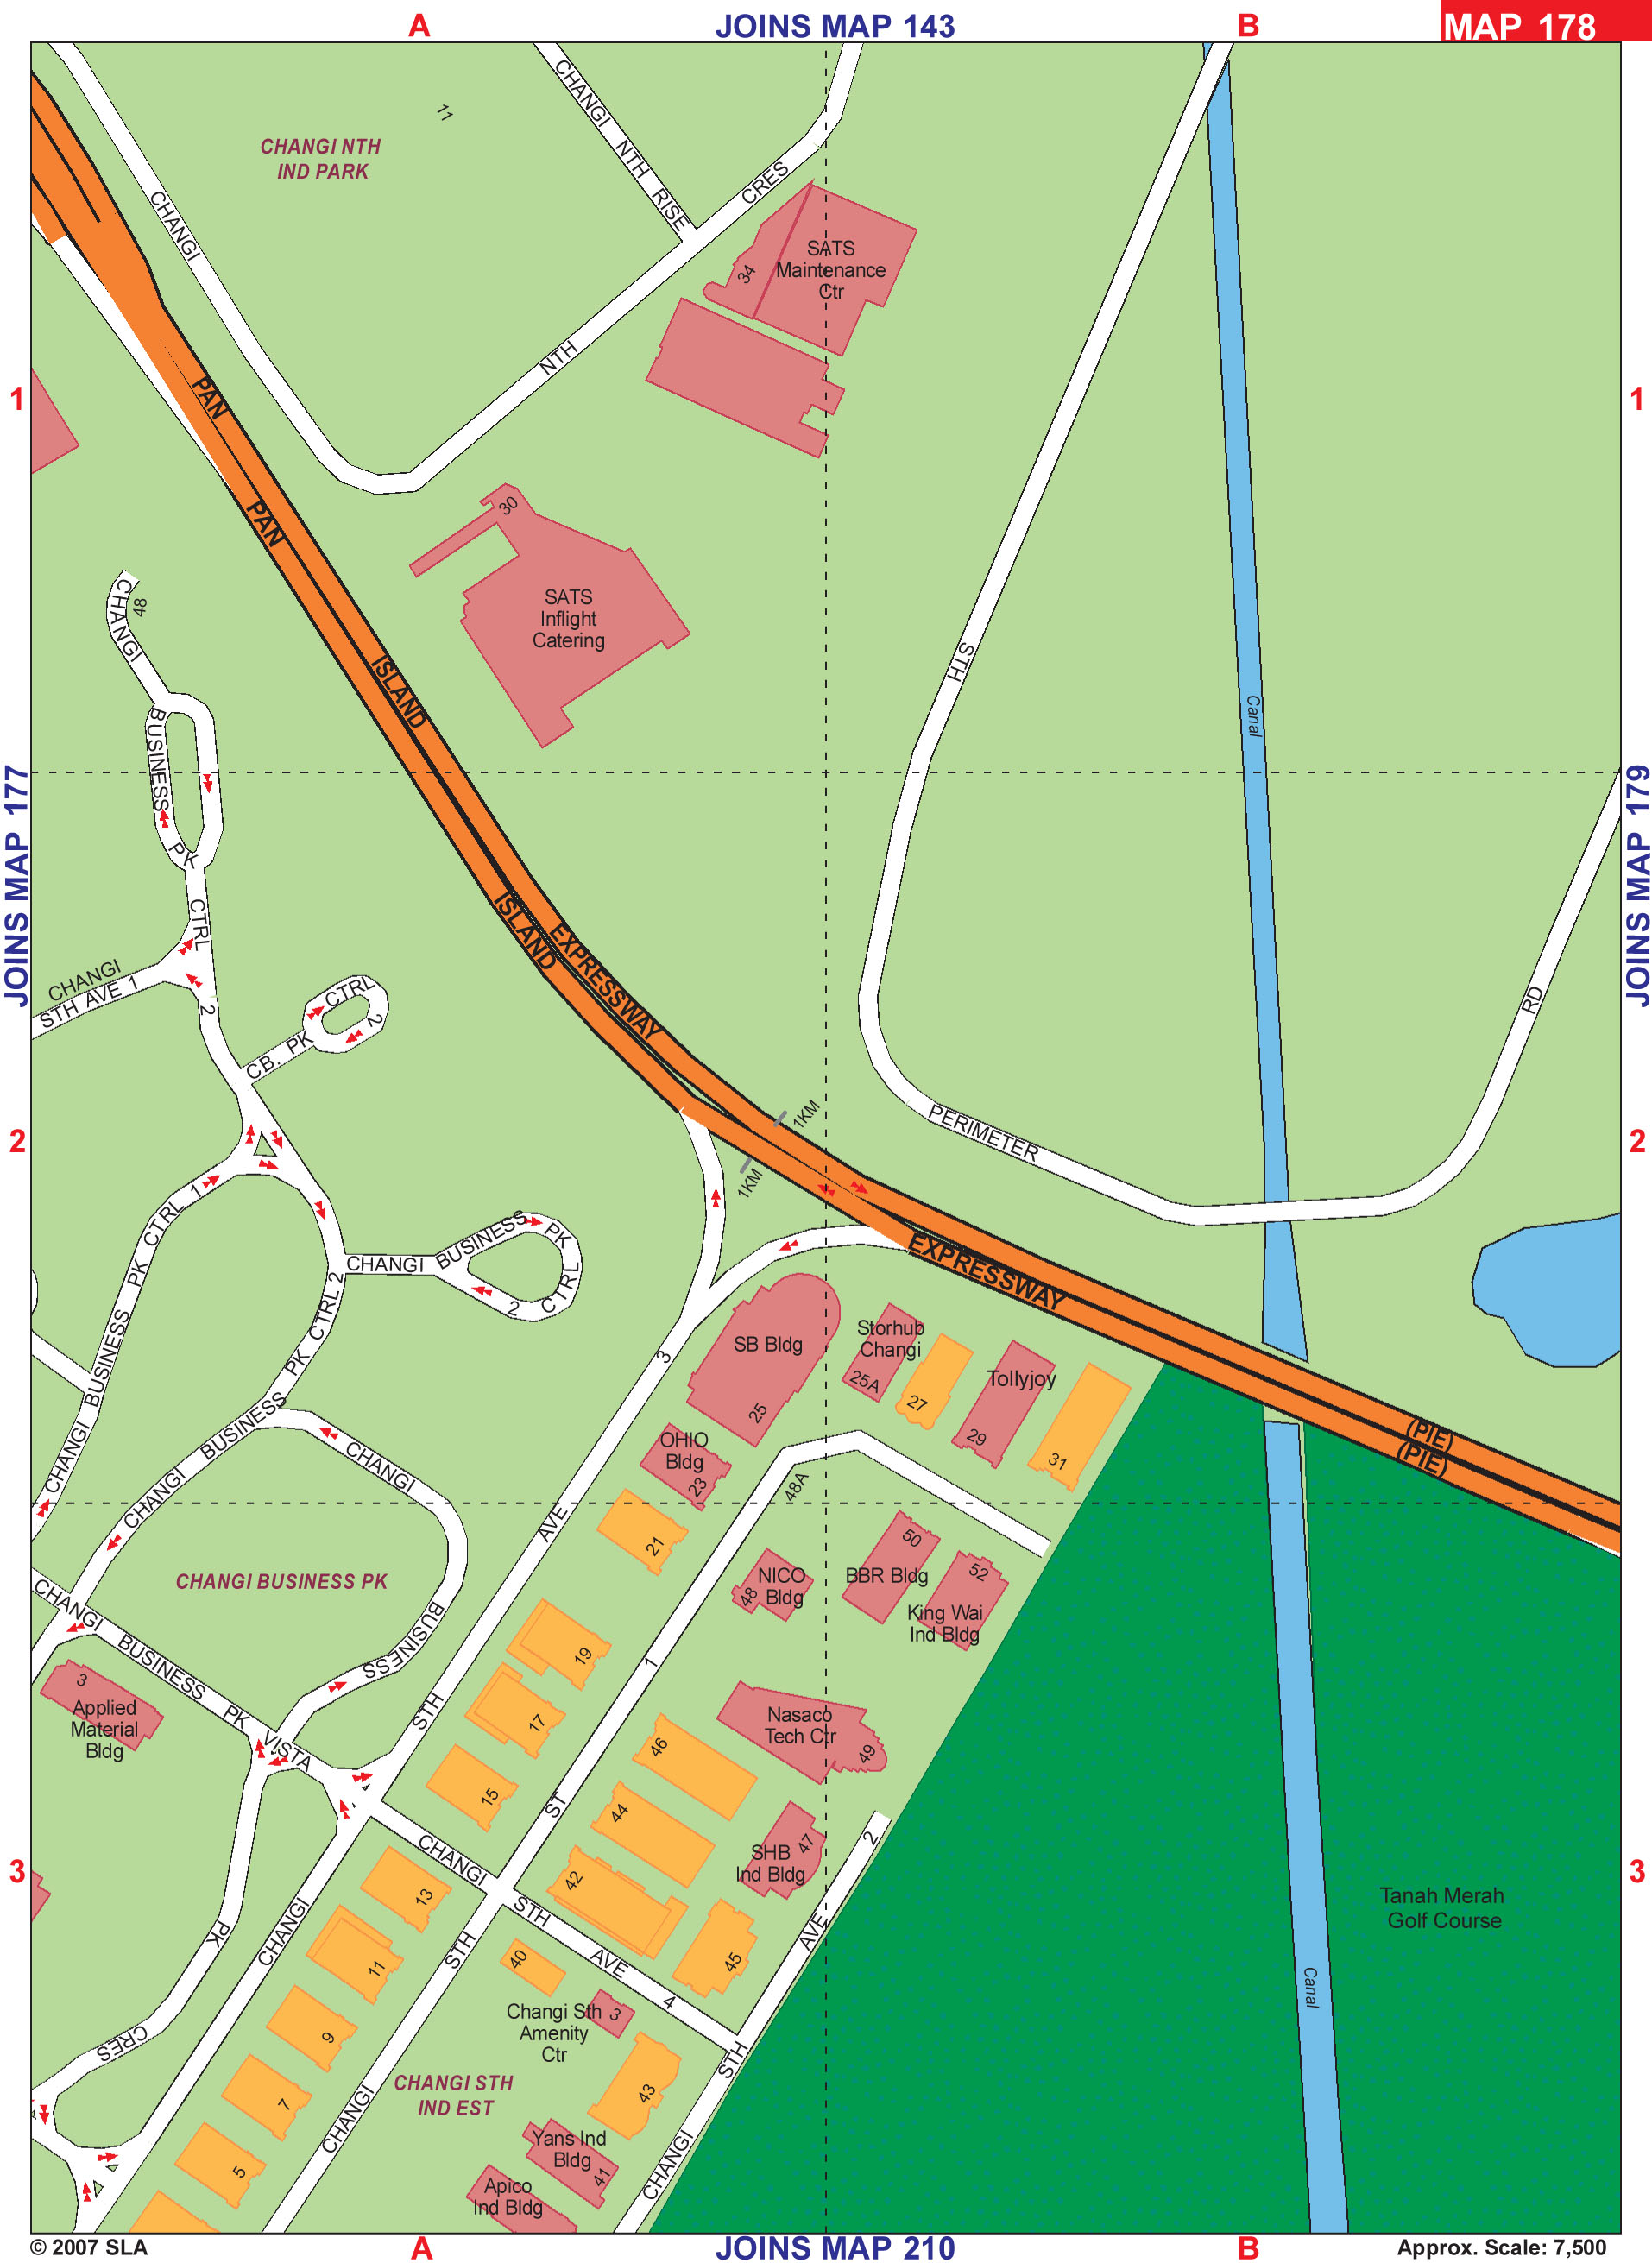 A
JOINS MAP 143
B
MAP 178
CHANGI NTH RISE
11
CHANGI NTH
IND PARK
CHANGI
NTH
CRES
SATS
Maintenance
Ctr
34
1
1
PAN
PAN
ISLAND
ISLAND
EXPRESSWAY
EXPRESSWAY
(PIE)
(PIE)
30
SATS
Inflight
Catering
48
CHANGI
BUSINESS
PK
CTRL
2
STH
PERIMETER
RD
Canal
JOINS MAP 177
JOINS MAP 179
CHANGI
STH AVE 1
CB. PK
CTRL
2
1KM
1KM
2
2
CHANGI BUSINESS PK CTRL 1
CHANGI BUSINESS PK
CTRL
2
CHANGI BUSINESS PK CTRL 2
SB Bldg
25
Storhub
Changi
25A
27
Tollyjoy
29
31
OHIO
Bldg
23
48A
21
CHANGI
BUSINESS
PK
CRES
NICO
Bldg
48
50
BBR Bldg
52
King Wai
Ind Bldg
CHANGI BUSINESS PK
CHANGI BUSINESS PK VISTA
3
Applied
Material
Bldg
19
17
15
13
11
9
7
5
CHANGI
STH
AVE
3
CHANGI
STH
ST
1
Nasaco
Tech Ctr
49
46
44
42
SHB
Ind Bldg
47
45
CHANGI
STH
AVE
4
CHANGI
STH
AVE
2
3
3
Tanah Merah
Golf Course
Canal
40
Changi Sth
Amenity
Ctr
3
43
CHANGI STH
IND EST
Yans Ind
Bldg
41
Apico
Ind Bldg
© 2007 SLA
A
JOINS MAP 210
B
Approx. Scale: 7,500